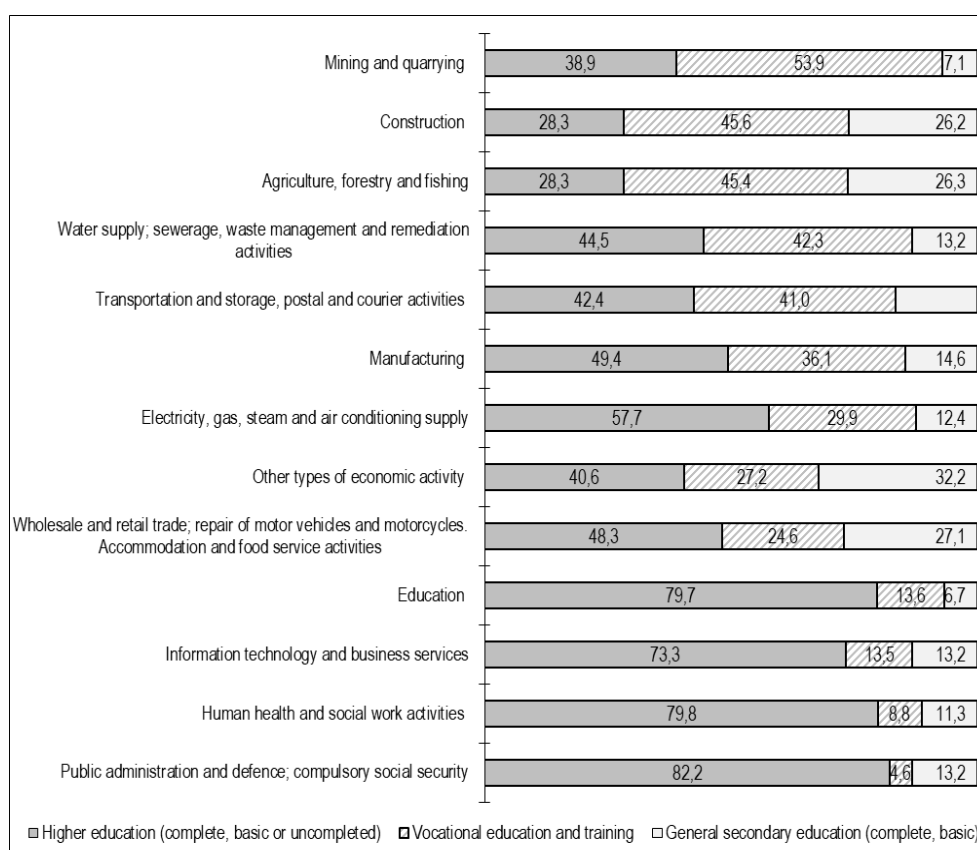 Mining and quarrying 38,9 53,9 7,1
Construction 28,3 45,6 26,2
Agriculture, forestry and fishing 28,3 45,4 26,3
Water supply; sewerage, waste management and remediation
activities 44,5 42,3 13,2
Transportation and storage, postal and courier activities 42,4 41,0
Manufacturing 49,4 36,1 14,6
Electricity, gas, steam and air conditioning supply 57,7 29,9 12,4
Other types of economic activity 40,6 27,2 32,2
Wholesale and retail trade; repair of motor vehicles and motorcycles.
Accommodation and food service activities 48,3 24,6 27,1
Education 79,7 13,6 6,7
Information technology and business services 73,3 13,5 13,2
Human health and social work activities 79,8 8,8 11,3
Public administration and defence; compulsory social security 82,2 4,6 13,2
Higher education (complete, basic or uncompleted) Vocational education and training General secondary education (complete, basic)